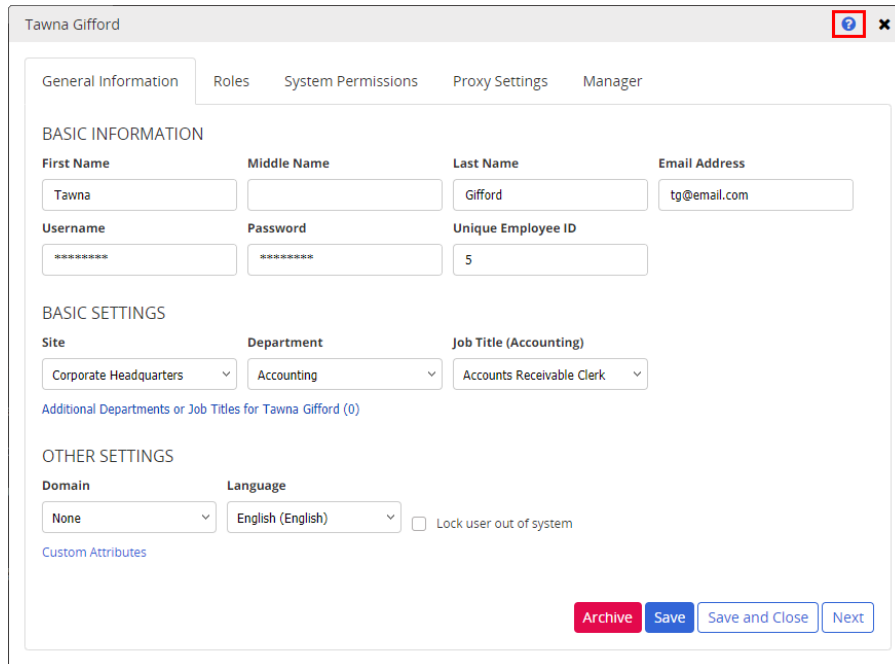 Tawna Gifford
General Information Roles System Permissions Proxy Settings Manager
BASIC INFORMATION
First Name Middle Name Last Name Email Address
Tawna Gifford tg@email.com
Username Password Unique Employee ID
******** ******** 5
BASIC SETTINGS
Site Department Job Title (Accounting)
Corporate Headquarters Accounting Accounts Receivable Clerk
Additional Departments or Job Titles for Tawna Gifford (0)
OTHER SETTINGS
Domain Language
None English (English) Lock user out of system
Custom Attributes
Archive Save Save and Close Next